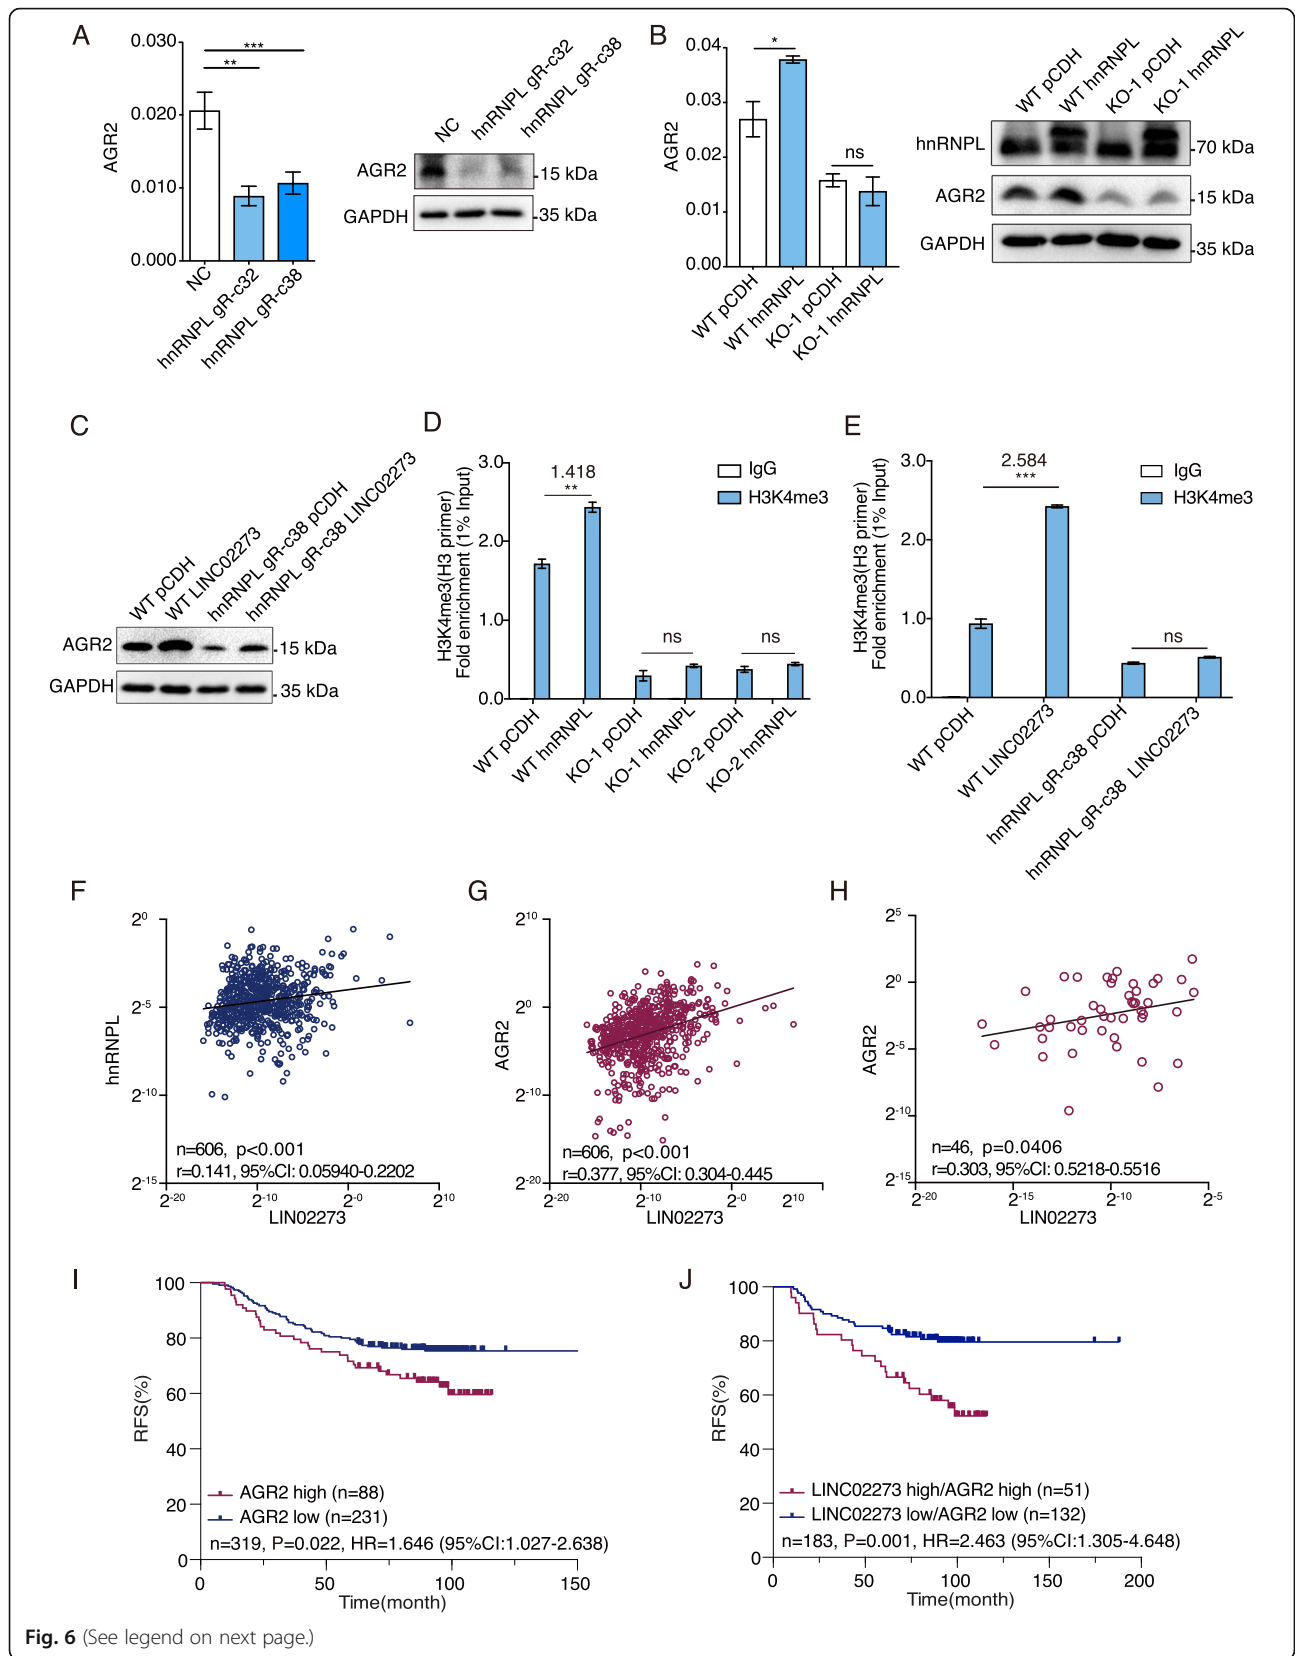 A
0.030
0.020
0.010
0.000
AGR2
***
**
NC
hnRNPL gR-c32
hnRNPL gR-c38
NC
hnRNPL gR-c32
hnRNPL gR-c38
AGR2
15 kDa
GAPDH
35 kDa
B
0.04
0.03
0.02
0.01
0.00
AGR2
*
ns
WT pCDH
WT hnRNPL
KO-1 pCDH
KO-1 hnRNPL
WT pCDH
WT hnRNPL
KO-1 pCDH
KO-1 hnRNPL
hnRNPL
70 kDa
AGR2
15 kDa
GAPDH
35 kDa
C
WT pCDH
WT LINC02273
hnRNPL gR-c38 pCDH
hnRNPL gR-c38 LINC02273
AGR2
15 kDa
GAPDH
35 kDa
D
H3K4me3(H3 primer)
Fold enrichment (1% Input)
3.0
2.0
1.0
0.0
1.418
**
ns
ns
IgG
H3K4me3
WT pCDH
WT hnRNPL
KO-1 pCDH
KO-1 hnRNPL
KO-2 pCDH
KO-2 hnRNPL
E
H3K4me3(H3 primer)
Fold enrichment (1% Input)
3.0
2.0
1.0
0.0
2.584
***
ns
IgG
H3K4me3
WT pCDH
WT LINC02273
hnRNPL gR-c38 pCDH
hnRNPL gR-c38 LINC02273
F
hnRNPL
2⁰
2⁻⁵
2⁻¹⁰
2⁻¹⁵
n=606, p<0.001
r=0.141, 95%CI: 0.05940-0.2202
2⁻²⁰ 2⁻¹⁰ 2⁻⁰ 2¹⁰
LIN02273
G
AGR2
2¹⁰
2⁰
2⁻¹⁰
2⁻²⁰
n=606, p<0.001
r=0.377, 95%CI: 0.304-0.445
2⁻²⁰ 2⁻¹⁰ 2⁻⁰ 2¹⁰
LIN02273
H
AGR2
2⁵
2⁰
2⁻⁵
2⁻¹⁰
2⁻¹⁵
n=46, p=0.0406
r=0.303, 95%CI: 0.5218-0.5516
2⁻²⁰ 2⁻¹⁵ 2⁻¹⁰ 2⁻⁵
LIN02273
I
RFS(%)
100
80
60
40
20
0
AGR2 high (n=88)
AGR2 low (n=231)
n=319, P=0.022, HR=1.646 (95%CI:1.027-2.638)
0 50 100 150
Time(month)
J
RFS(%)
100
80
60
40
20
0
LINC02273 high/AGR2 high (n=51)
LINC02273 low/AGR2 low (n=132)
n=183, P=0.001, HR=2.463 (95%CI:1.305-4.648)
0 50 100 150 200
Time(month)
Fig. 6 (See legend on next page.)